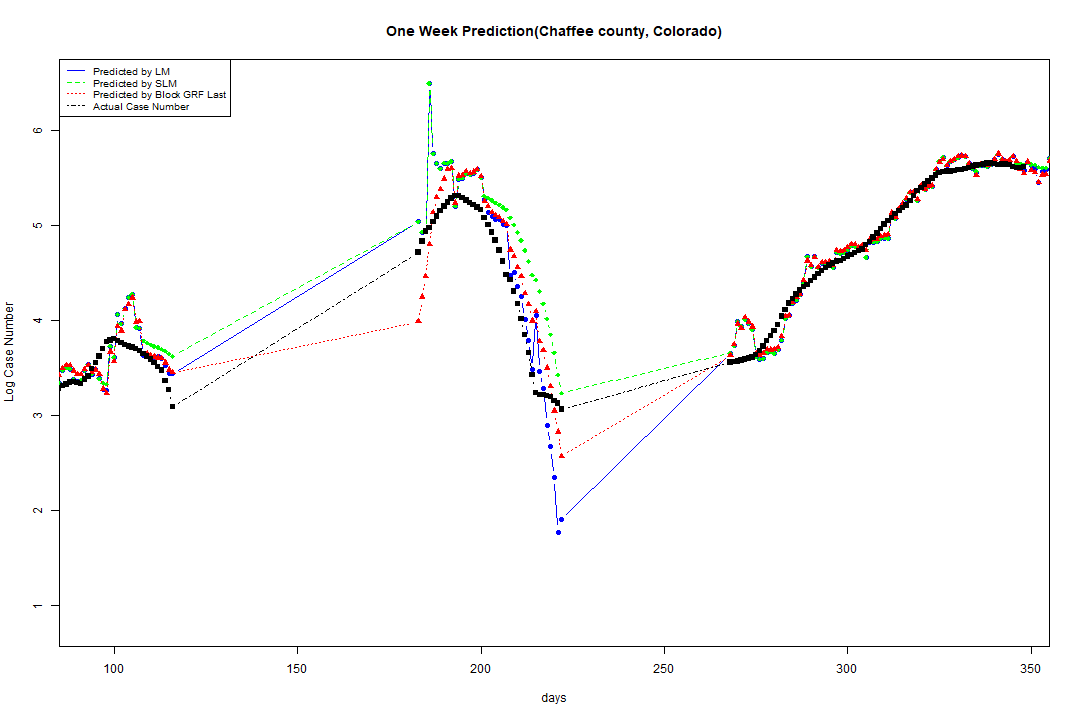 One Week Prediction(Chaffee county, Colorado)
Predicted by LM
Predicted by SLM
Predicted by Block GRF Last
Actual Case Number
Log Case Number
6
5
4
3
2
1
100 150 200 250 300 350
days